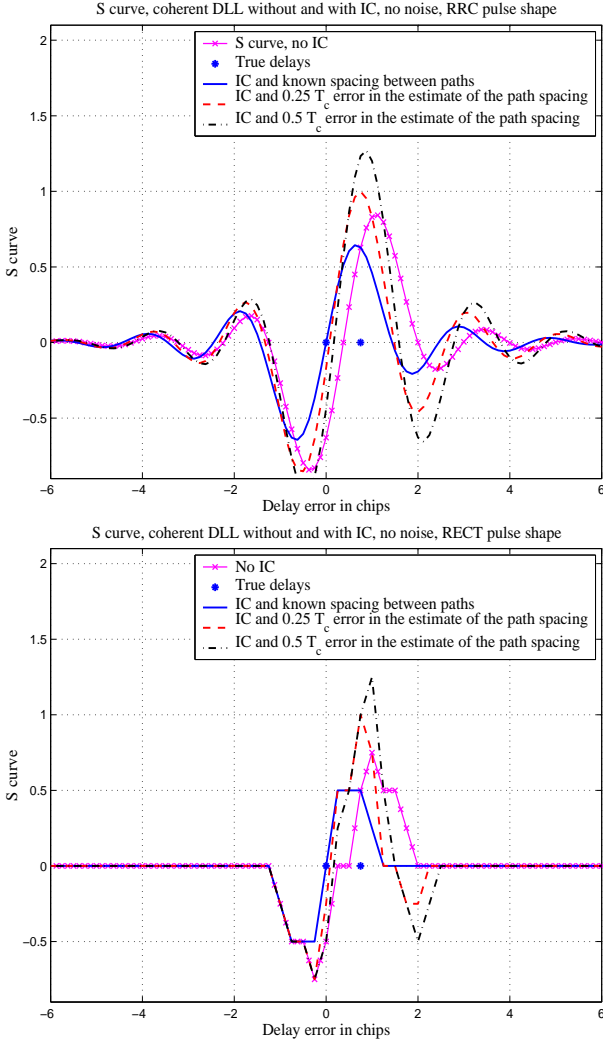 S curve, coherent DLL without and with IC, no noise, RRC pulse shape
2
1.5
1
0.5
0
−0.5
S curve
S curve, no IC
True delays
IC and known spacing between paths
IC and 0.25 T_c error in the estimate of the path spacing
IC and 0.5 T_c error in the estimate of the path spacing
−6 −4 −2 0 2 4 6
Delay error in chips
S curve, coherent DLL without and with IC, no noise, RECT pulse shape
2
1.5
1
0.5
0
−0.5
S curve
No IC
True delays
IC and known spacing between paths
IC and 0.25 T_c error in the estimate of the path spacing
IC and 0.5 T_c error in the estimate of the path spacing
−6 −4 −2 0 2 4 6
Delay error in chips